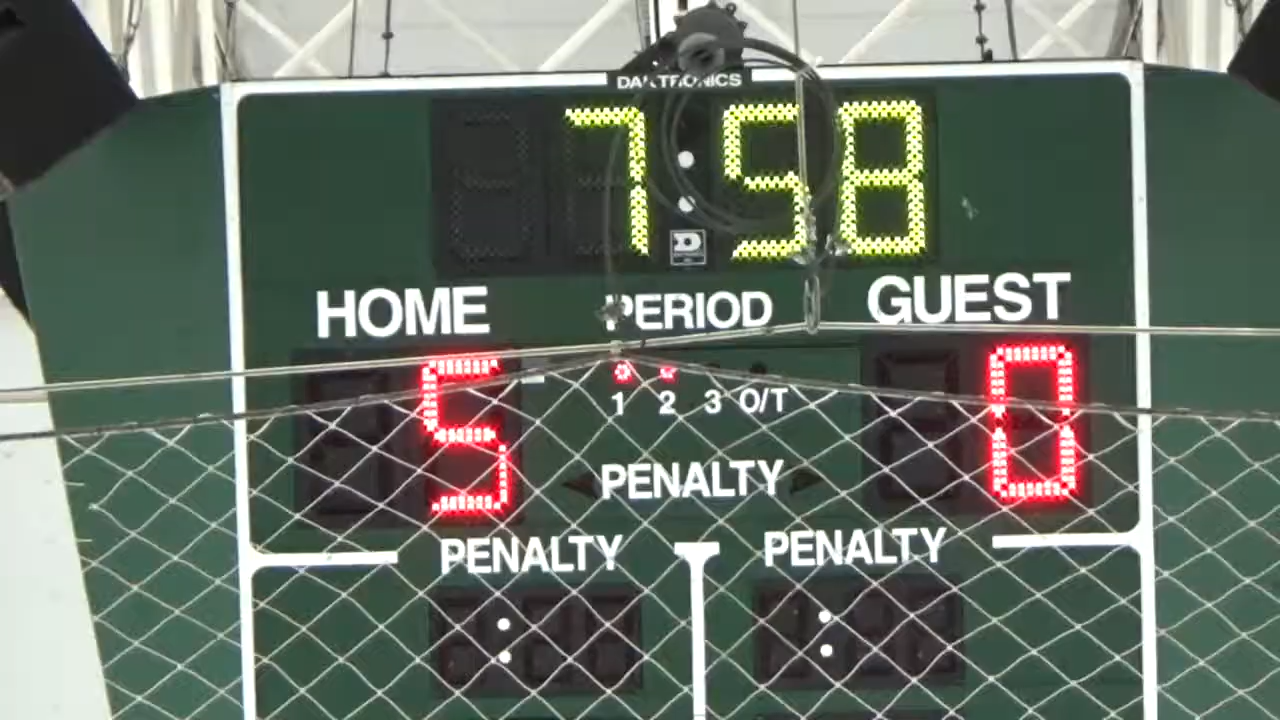 DAKTRONICS
7:58
D
HOME PERIOD GUEST
5 0
1 2 3 O/T
PENALTY
PENALTY PENALTY